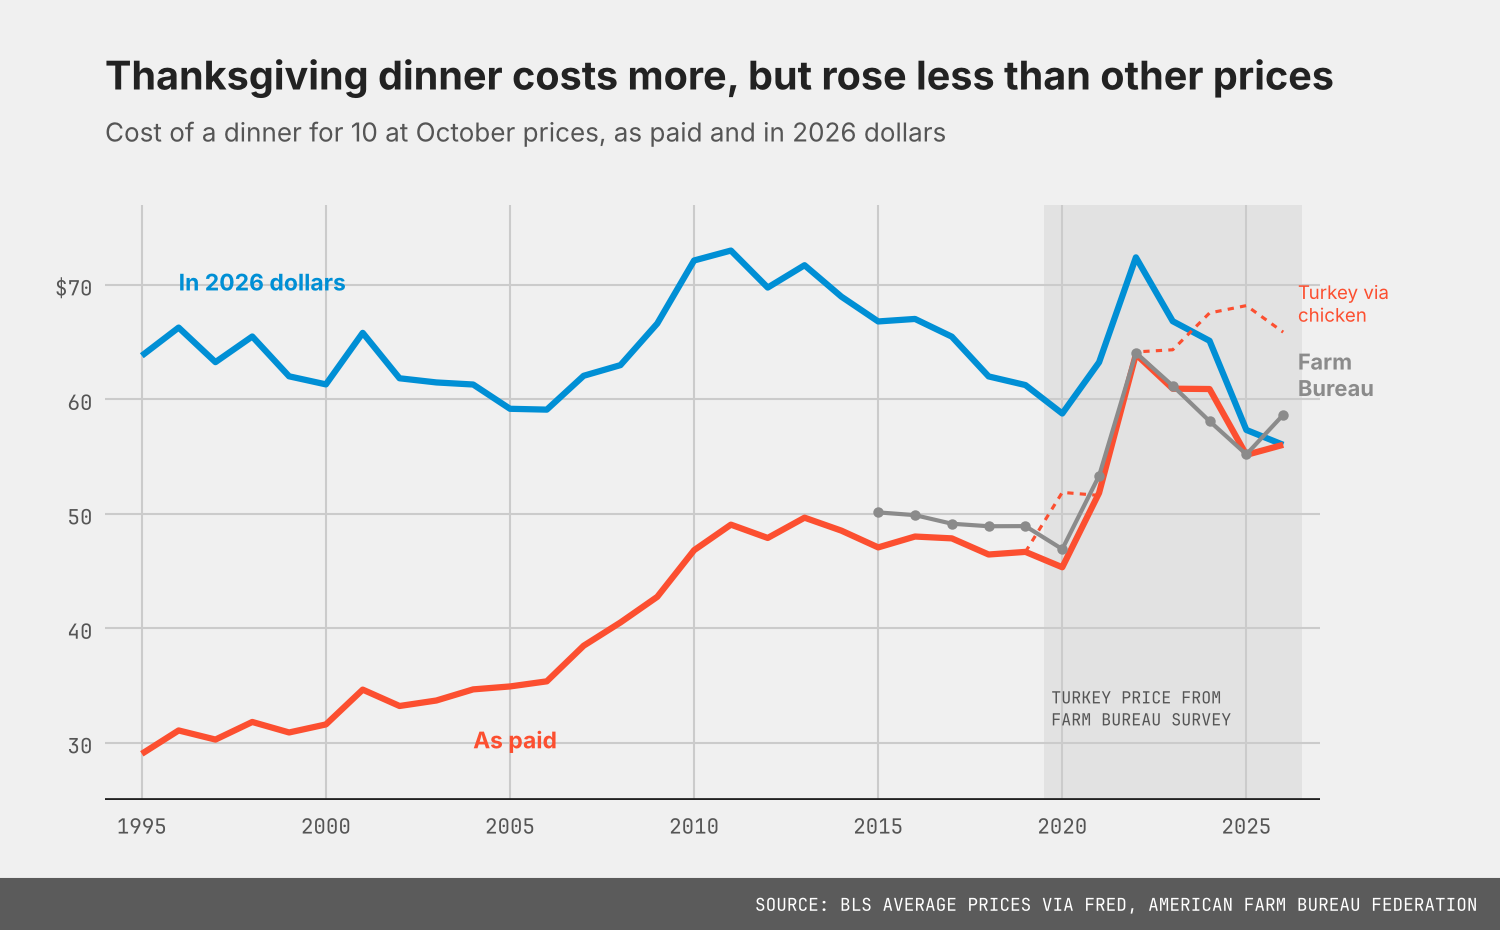 Thanksgiving dinner costs more, but rose less than other prices
Cost of a dinner for 10 at October prices, as paid and in 2026 dollars
In 2026 dollars
$70
Turkey via
chicken
Farm
Bureau
60
50
40
TURKEY PRICE FROM
FARM BUREAU SURVEY
As paid
30
1995 2000 2005 2010 2015 2020 2025
SOURCE: BLS AVERAGE PRICES VIA FRED, AMERICAN FARM BUREAU FEDERATION